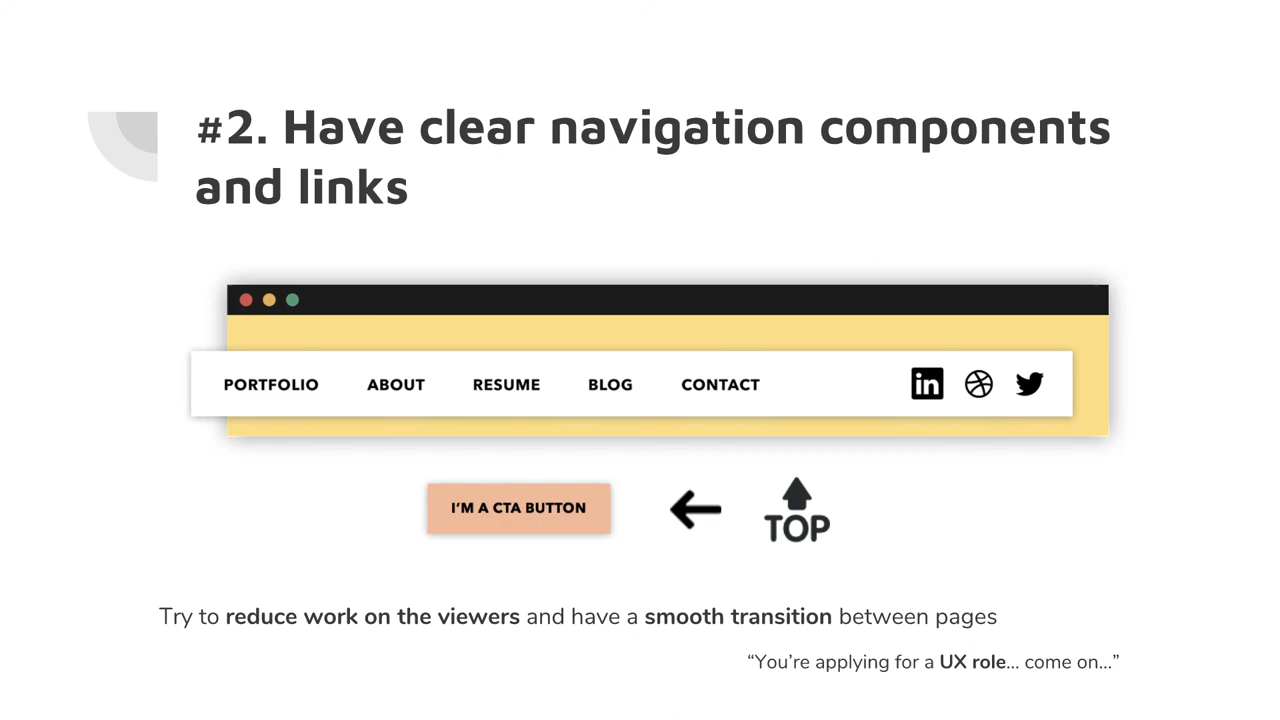 #2. Have clear navigation components
and links
PORTFOLIO ABOUT RESUME BLOG CONTACT in
I'M A CTA BUTTON
TOP
Try to reduce work on the viewers and have a smooth transition between pages
“You’re applying for a UX role... come on...”